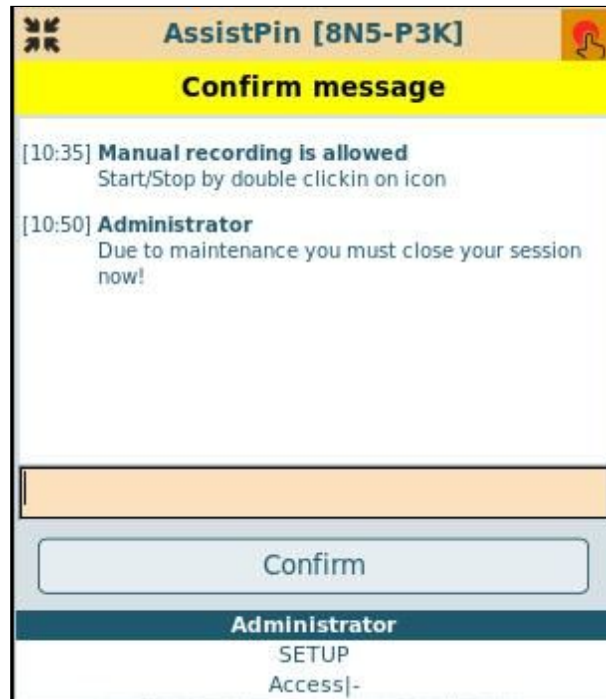 AssistPin [8N5-P3K]
Confirm message
[10:35] Manual recording is allowed
Start/Stop by double clickin on icon
[10:50] Administrator
Due to maintenance you must close your session
now!
Confirm
Administrator
SETUP
Access|-